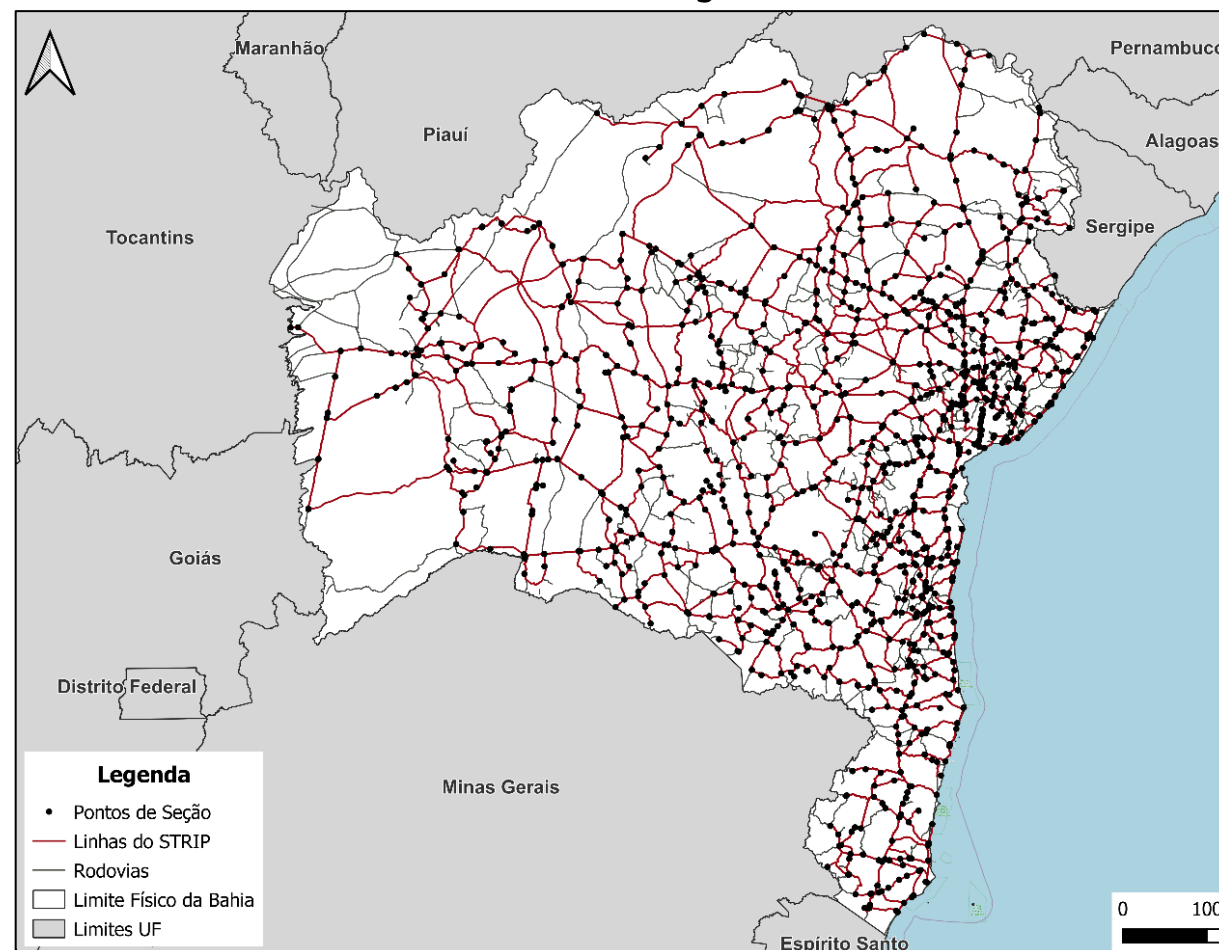 Maranhão
Pernambuco
Piauí
Alagoas
Sergipe
Tocantins
Goiás
Distrito Federal
Minas Gerais
Espírito Santo
Legenda
Pontos de Seção
Linhas do STRIP
Rodovias
Limite Físico da Bahia
Limites UF
0 100